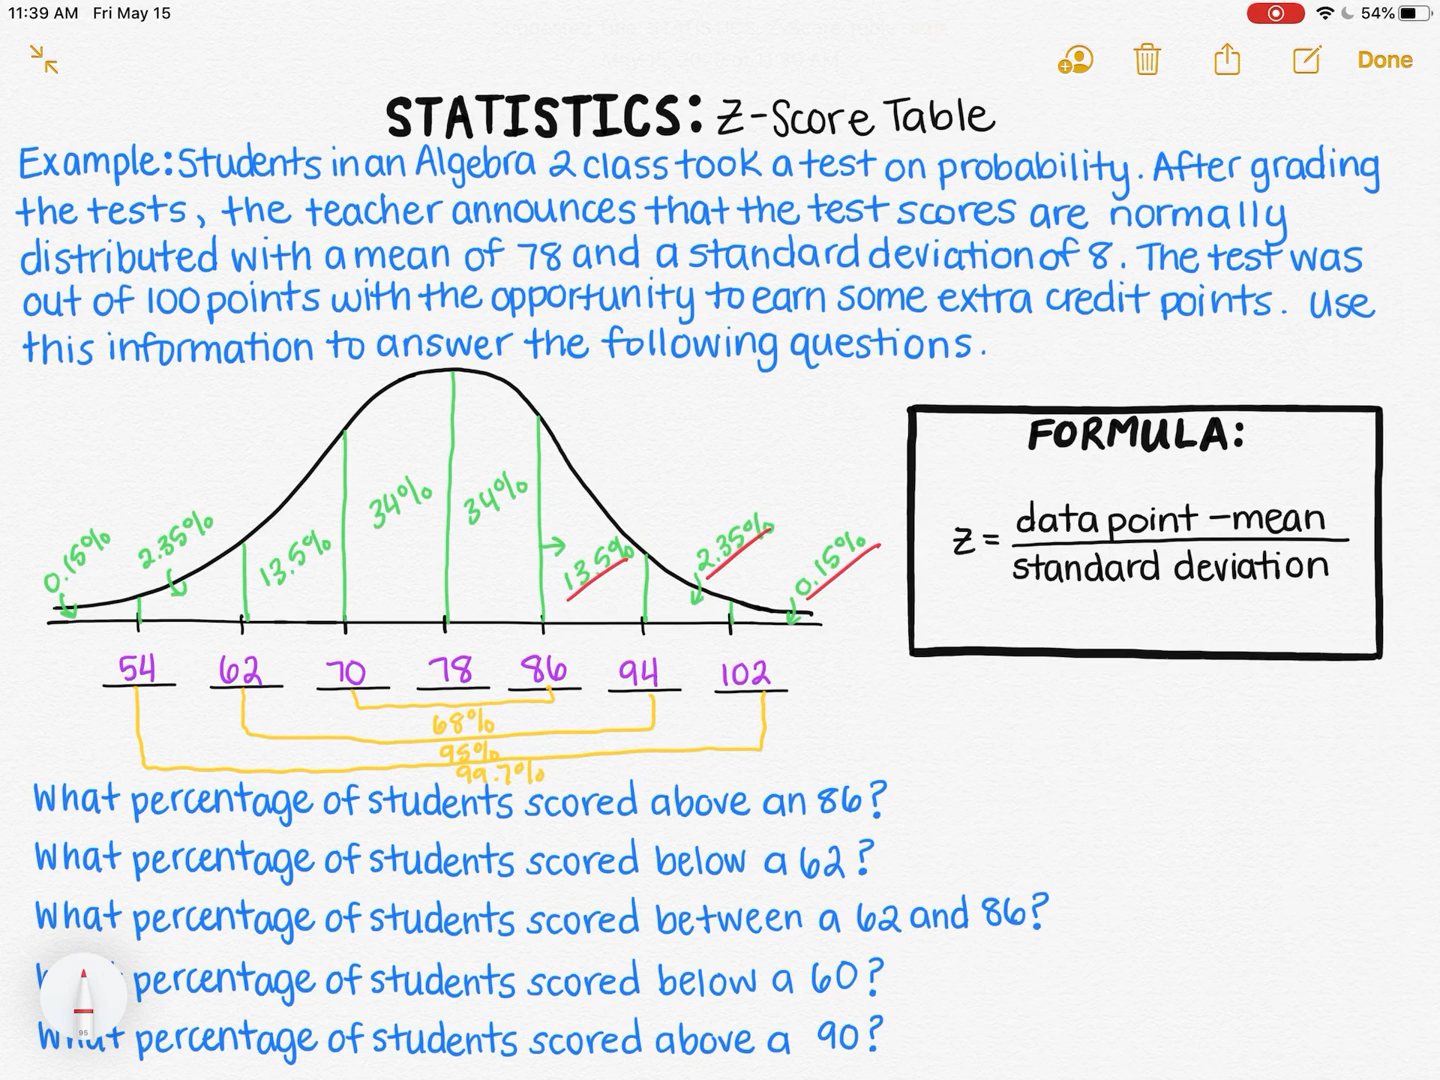 11:39 AM Fri May 15
54%
Done
STATISTICS: Z-Score Table
Example: Students in an Algebra 2 class took a test on probability. After grading
the tests, the teacher announces that the test scores are normally
distributed with a mean of 78 and a standard deviation of 8. The test was
out of 100 points with the opportunity to earn some extra credit points. Use
this information to answer the following questions.
FORMULA:
z = data point - mean
standard deviation
0.15% 2.35% 13.5% 34% 34% 13.5% 2.35% 0.15%
54 62 70 78 86 94 102
68%
95%
99.7%
What percentage of students scored above an 86?
What percentage of students scored below a 62?
What percentage of students scored between a 62 and 86?
percentage of students scored below a 60?
What percentage of students scored above a 90?
95